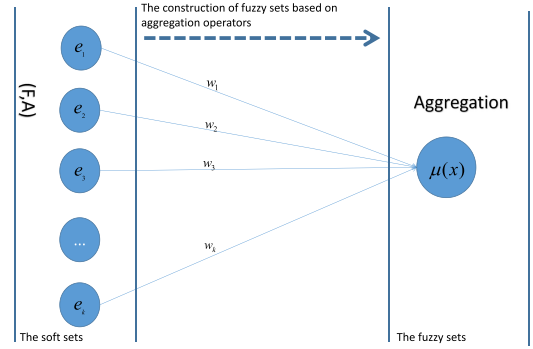 The construction of fuzzy sets based on
aggregation operators
(F,A)
e1
e2
e3
...
ek
w1
w2
w3
wk
Aggregation
μ(x)
The soft sets
The fuzzy sets